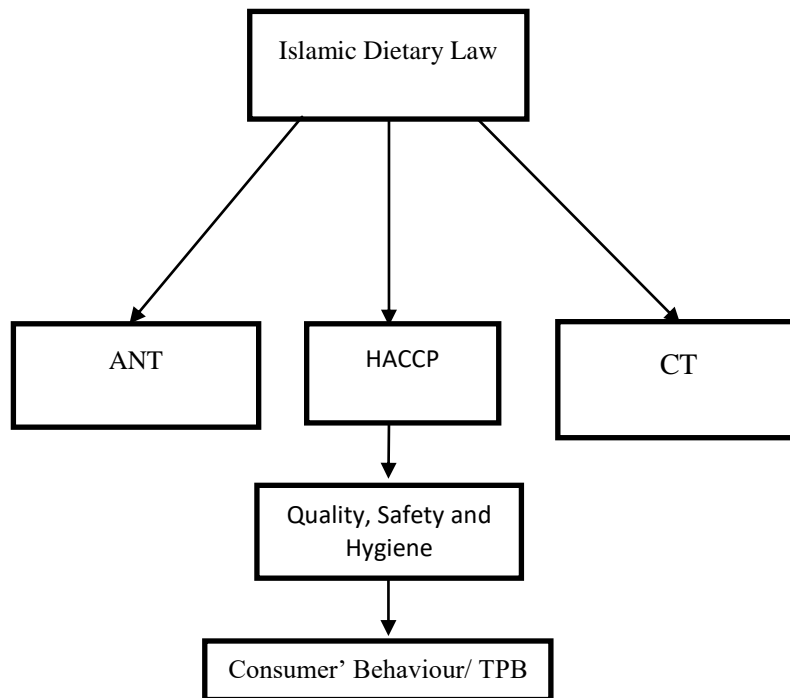 Islamic Dietary Law
ANT
HACCP
CT
Quality, Safety and
Hygiene
Consumer’ Behaviour/ TPB